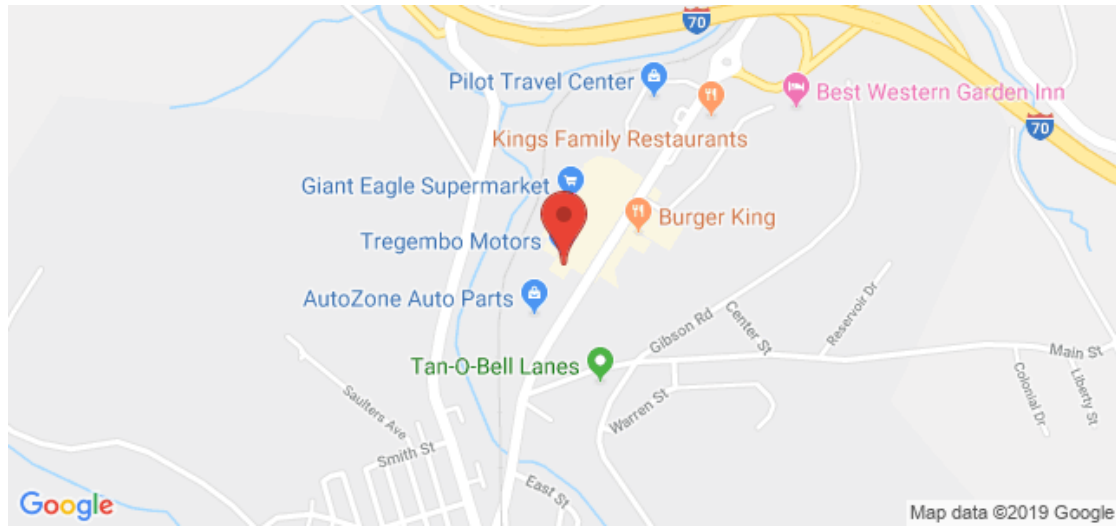 70
Pilot Travel Center
Best Western Garden Inn
70
Kings Family Restaurants
Giant Eagle Supermarket
Burger King
Tregembo Motors
AutoZone Auto Parts
Gibson Rd
Center St
Reservoir Dr
Main St
Tan-O-Bell Lanes
Saulters Ave
Warren St
Colonial Dr
Liberty St
Smith St
East St
Google
Map data ©2019 Google